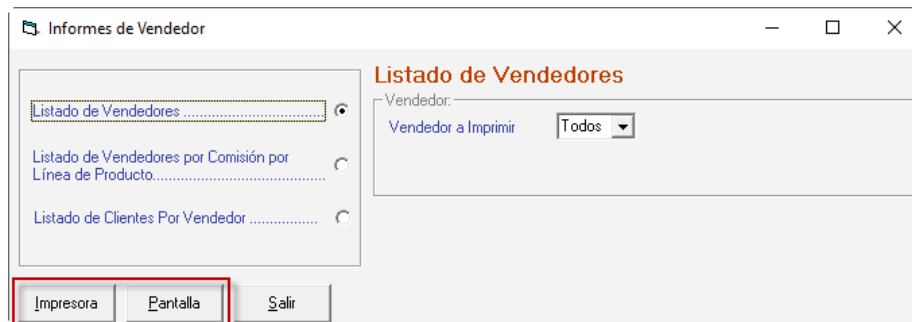 Informes de Vendedor
Listado de Vendedores
Listado de Vendedores ..................................
Listado de Vendedores por Comisión por
Línea de Producto..........................................
Listado de Clientes Por Vendedor .................
Vendedor:
Vendedor a Imprimir
Todos
Impresora
Pantalla
Salir